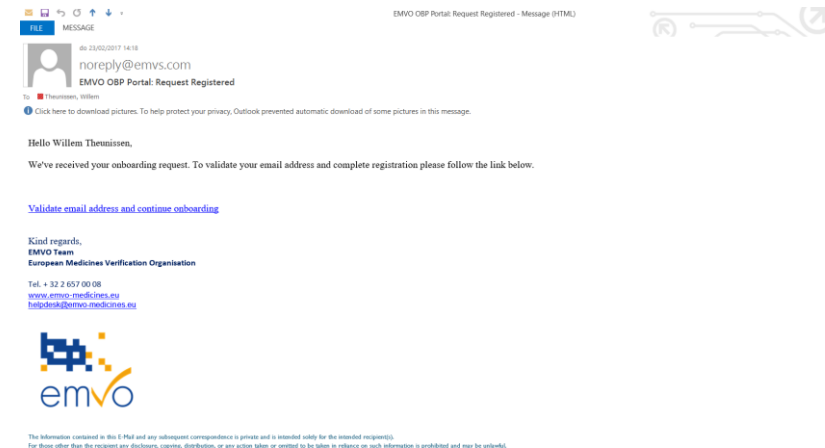 EMVO OBP Portal: Request Registered - Message (HTML)
FILE MESSAGE
do 23/02/2017 14:18
noreply@emvs.com
EMVO OBP Portal: Request Registered
To Theunissen, Willem
Click here to download pictures. To help protect your privacy, Outlook prevented automatic download of some pictures in this message.
Hello Willem Theunissen,
We've received your onboarding request. To validate your email address and complete registration please follow the link below.
Validate email address and continue onboarding
Kind regards,
EMVO Team
European Medicines Verification Organisation
Tel. + 32 2 657 00 08
www.emvo-medicines.eu
helpdesk@emvo-medicines.eu
emvo
The information contained in this E-Mail and any subsequent correspondence is private and is intended solely for the intended recipient(s).
For those other than the recipient any disclosure, copying, distribution, or any action taken or omitted to be taken in reliance on such information is prohibited and may be unlawful.